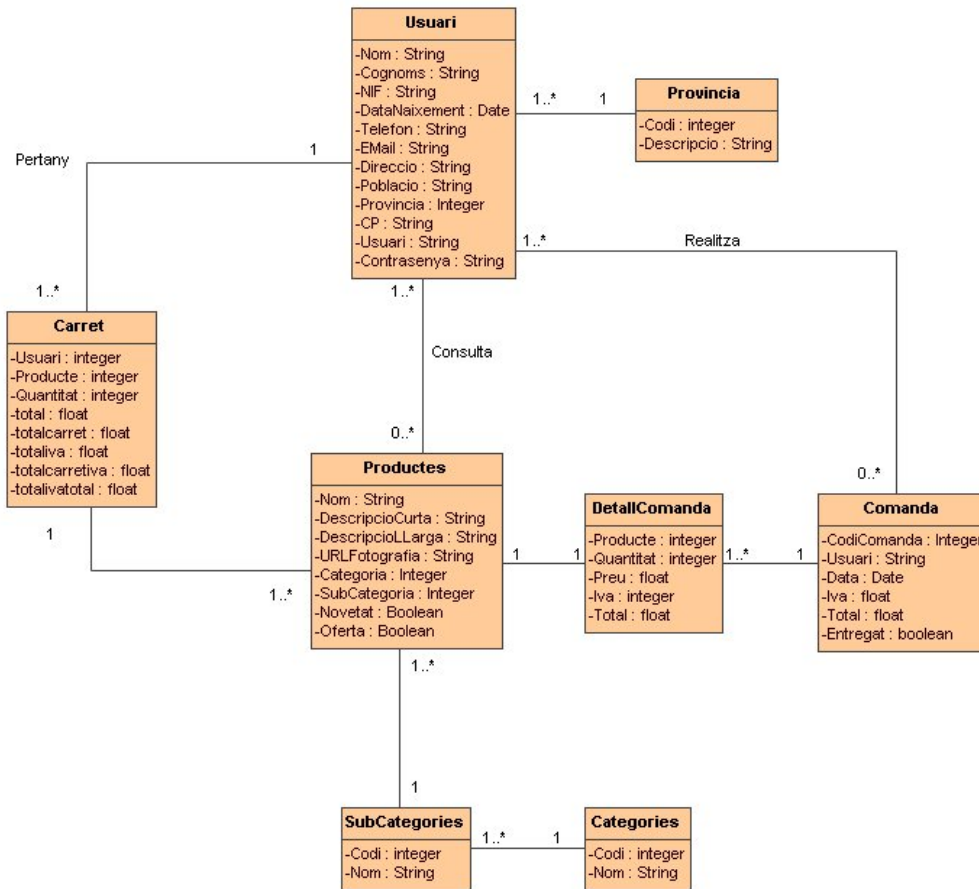 Usuari
-Nom : String
-Cognoms : String
-NIF : String
-DataNaixement : Date
-Telefon : String
-EMail : String
-Direccio : String
-Poblacio : String
-Provincia : Integer
-CP : String
-Usuari : String
-Contrasenya : String
1..* 1
Provincia
-Codi : integer
-Descripcio : String
Pertany
1
1..*
1..*
Realitza
1..*
Carret
-Usuari : integer
-Producte : integer
-Quantitat : integer
-total : float
-totalcarret : float
-totaliva : float
-totalcarretiva : float
-totalivatotal : float
Consulta
0..*
0..*
1
1..*
Productes
-Nom : String
-DescripcioCurta : String
-DescripcioLLarga : String
-URLFotografia : String
-Categoria : Integer
-SubCategoria : Integer
-Novetat : Boolean
-Oferta : Boolean
1 1
DetallComanda
-Producte : integer
-Quantitat : integer
-Preu : float
-Iva : integer
-Total : float
1..* 1
Comanda
-CodiComanda : Integer
-Usuari : String
-Data : Date
-Iva : float
-Total : float
-Entregat : boolean
1..*
1
SubCategories
-Codi : integer
-Nom : String
1..* 1
Categories
-Codi : integer
-Nom : String